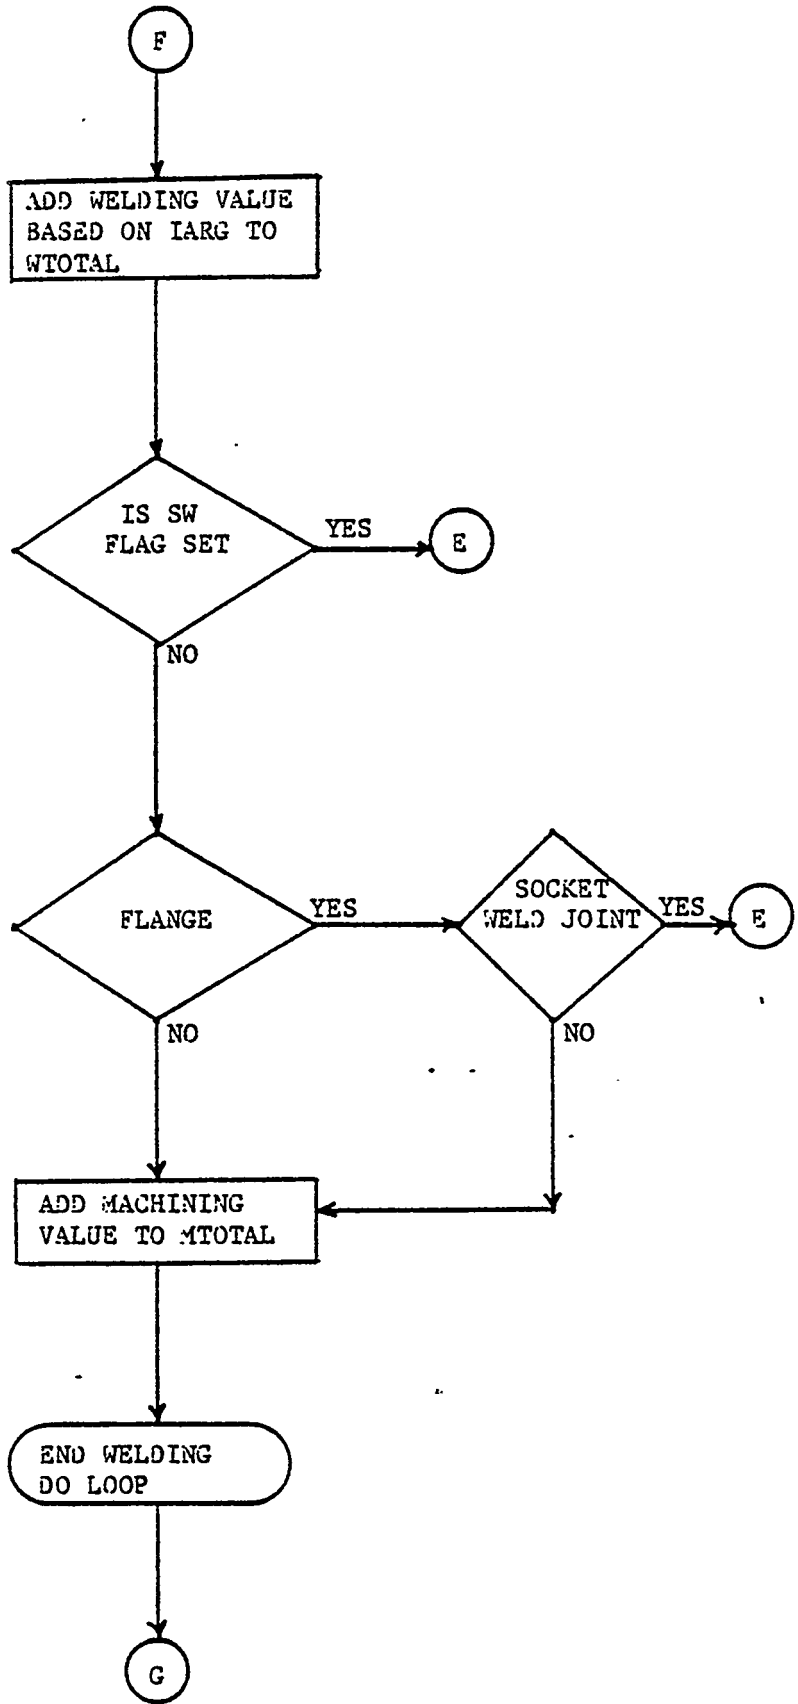 F
ADD WELDING VALUE
BASED ON IARG TO
WTOTAL
IS SW
FLAG SET
YES
E
NO
FLANGE
YES
SOCKET
WELD JOINT
YES
E
NO
NO
ADD MACHINING
VALUE TO MTOTAL
END WELDING
DO LOOP
G